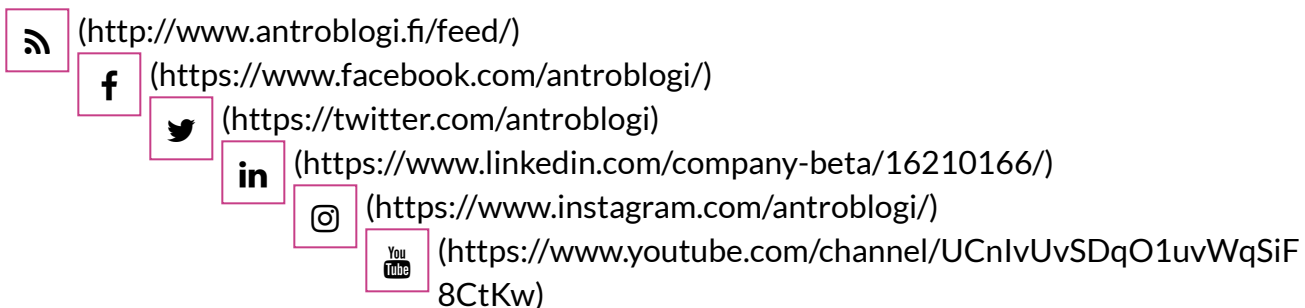 (http://www.antroblogi.fi/feed/)
f (https://www.facebook.com/antroblogi/)
(https://twitter.com/antroblogi)
in (https://www.linkedin.com/company-beta/16210166/)
(https://www.instagram.com/antroblogi/)
You Tube (https://www.youtube.com/channel/UCnIvUvSDqO1uvWqSiF
8CtKw)